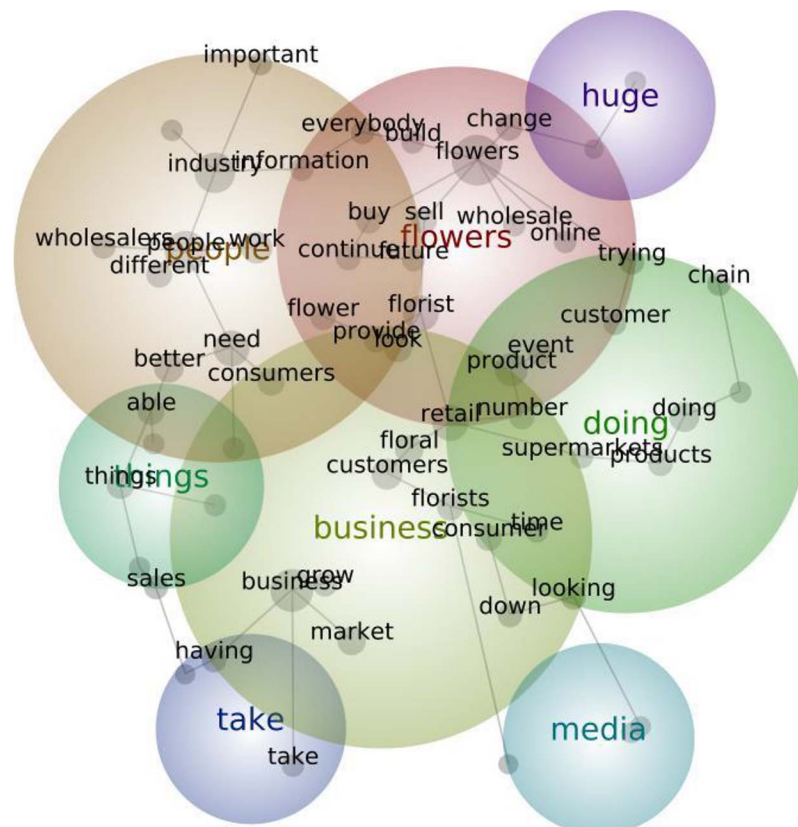 important
huge
change
everybody
build
flowers
industry
information
buy
sell
wholesale
flowers
online
wholesalers
people
work
people
continue
future
trying
different
chain
flower
florist
customer
provide
look
need
event
better
product
consumers
able
retail
number
doing
doing
floral
supermarkets
products
customers
things
things
florists
business
consumer
time
sales
business
grow
looking
down
market
having
take
media
take